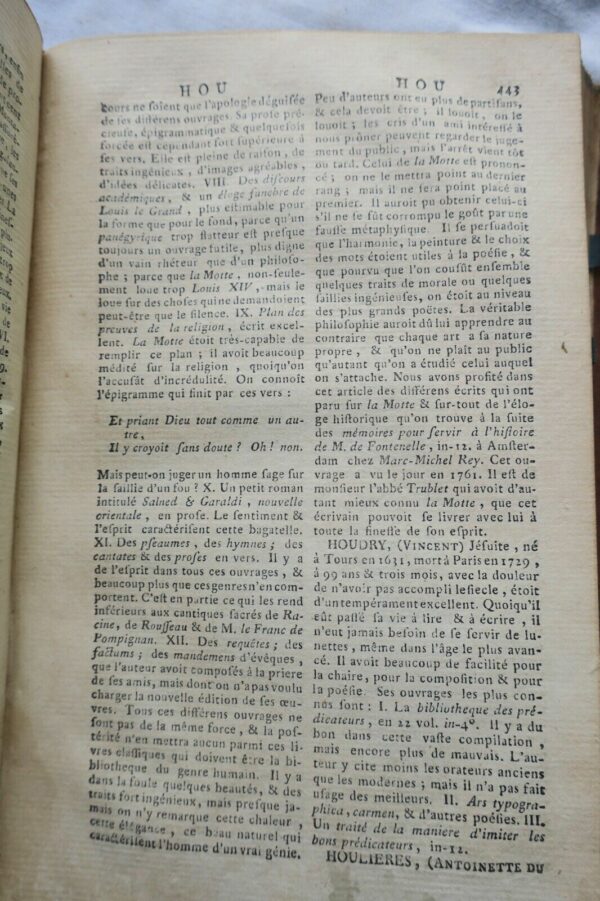 HOU
HOU 443
cours ne soient que l'apologie déguisée
de ses différens ouvrages. Sa prose pré-
cieuse, épigrammatique & quelquefois
forcée est cependant fort supérieure à
ses vers. Elle est pleine de raison, de
traits ingénieux, d'images agréables,
d'idées délicates. VIII. Des discours
académiques, & un éloge funebre de
Louis le Grand, plus estimable pour
la forme que pour le fond, parce qu'un
panégyrique trop flatteur est presque
toujours un ouvrage futile, plus digne
d'un vain rhéteur que d'un philoso-
phe; parce que la Motte, non-seule-
ment loue trop Louis XIV, mais le
loue sur des choses qui ne demandoient
peut-être que le silence. IX. Plan des
preuves de la religion, écrit excel-
lent. La Motte étoit très-capable de
remplir ce plan; il avoit beaucoup
médité sur la religion, quoiqu'on
l'accusât d'incrédulité. On connoît
l'épigramme qui finit par ces vers:
Et priant Dieu tout comme un au-
tre,
Il y croyoit sans doute? Oh! non.
Mais peut-on juger un homme sage sur
la saillie d'un fou? X. Un petit roman
intitulé Salned & Garaldi, nouvelle
orientale, en prose. Le sentiment &
l'esprit caractérisent cette bagatelle.
XI. Des pseaumes, des hymnes; des
cantates & des proses en vers. Il y a
de l'esprit dans tous ces ouvrages, &
beaucoup plus que ces genres n'en com-
portent. C'est en partie ce qui les rend
inférieurs aux cantiques sacrés de Ra-
cine, de Rousseau & de M. le Franc de
Pompignan. XII. Des requêtes; des
factums; des mandemens d'évêques,
que l'auteur avoit composés à la priere
de ses amis, mais dont on n'a pas voulu
charger la nouvelle édition de ses œu-
vres. Tous ces différens ouvrages ne
sont pas de la même force, & la pos-
térité n'en mettra aucun parmi ces li-
vres classiques qui doivent être la bi-
bliotheque du genre humain. Il y a
dans la foule quelques beautés, & des
traits fort ingénieux, mais presque ja-
mais on n'y remarque cette chaleur,
cette élégance, ce beau naturel qui
caractérisent l'homme d'un vrai génie.
Peu d'auteurs ont eu plus de partisans,
& cela devoit être; il louoit, on le
louoit; les cris d'un ami intéressé à
nous prôner peuvent regarder le juge-
ment du public, mais l'arrêt vient tôt
ou tard. Celui de la Motte est pronon-
cé; on ne le mettra point au dernier
rang; mais il ne sera point placé au
premier. Il auroit pu obtenir celui-ci
s'il ne se fût corrompu le goût par une
fausse métaphysique. Il se persuadoit
que l'harmonie, la peinture & le choix
des mots étoient utiles à la poésie, &
que pourvu que l'on cousît ensemble
quelques traits de morale ou quelques
saillies ingénieuses, on étoit au niveau
des plus grands poëtes. La véritable
philosophie auroit dû lui apprendre au
contraire que chaque art a sa nature
propre, & qu'on ne plaît au public
qu'autant qu'on a étudié celui auquel
on s'attache. Nous avons profité dans
cet article des différens écrits qui ont
paru sur la Motte & sur-tout de l'élo-
ge historique qu'on trouve à la suite
des mémoires pour servir à l'histoire
de M. de Fontenelle, in-12. à Amster-
dam chez Marc-Michel Rey. Cet ou-
vrage a vu le jour en 1761. Il est de
monsieur l'abbé Trublet qui avoit d'au-
tant mieux connu la Motte, que cet
écrivain pouvoit se livrer avec lui à
toute la finesse de son esprit.
HOUDRY, (VINCENT) Jésuite, né
à Tours en 1631, mort à Paris en 1729,
à 99 ans & trois mois, avec la douleur
de n'avoir pas accompli le siecle, étoit
d'un tempérament excellent. Quoiqu'il
eût passé sa vie à lire & à écrire, il
n'eut jamais besoin de se servir de lu-
nettes, même dans l'âge le plus avan-
cé. Il avoit beaucoup de facilité pour
la chaire, pour la composition & pour
la poésie. Ses ouvrages les plus con-
nus sont: I. La bibliotheque des pré-
dicateurs, en 22 vol. in-4°. Il y a du
bon dans cette vaste compilation,
mais encore plus de mauvais. L'au-
teur y cite moins les orateurs anciens
que les modernes; mais il n'a pas fait
usage des meilleurs. II. Ars typogra-
phica, carmen, & d'autres poésies. III.
Un traité de la maniere d'imiter les
bons prédicateurs, in-12.
HOULIERES, (ANTOINETTE DU